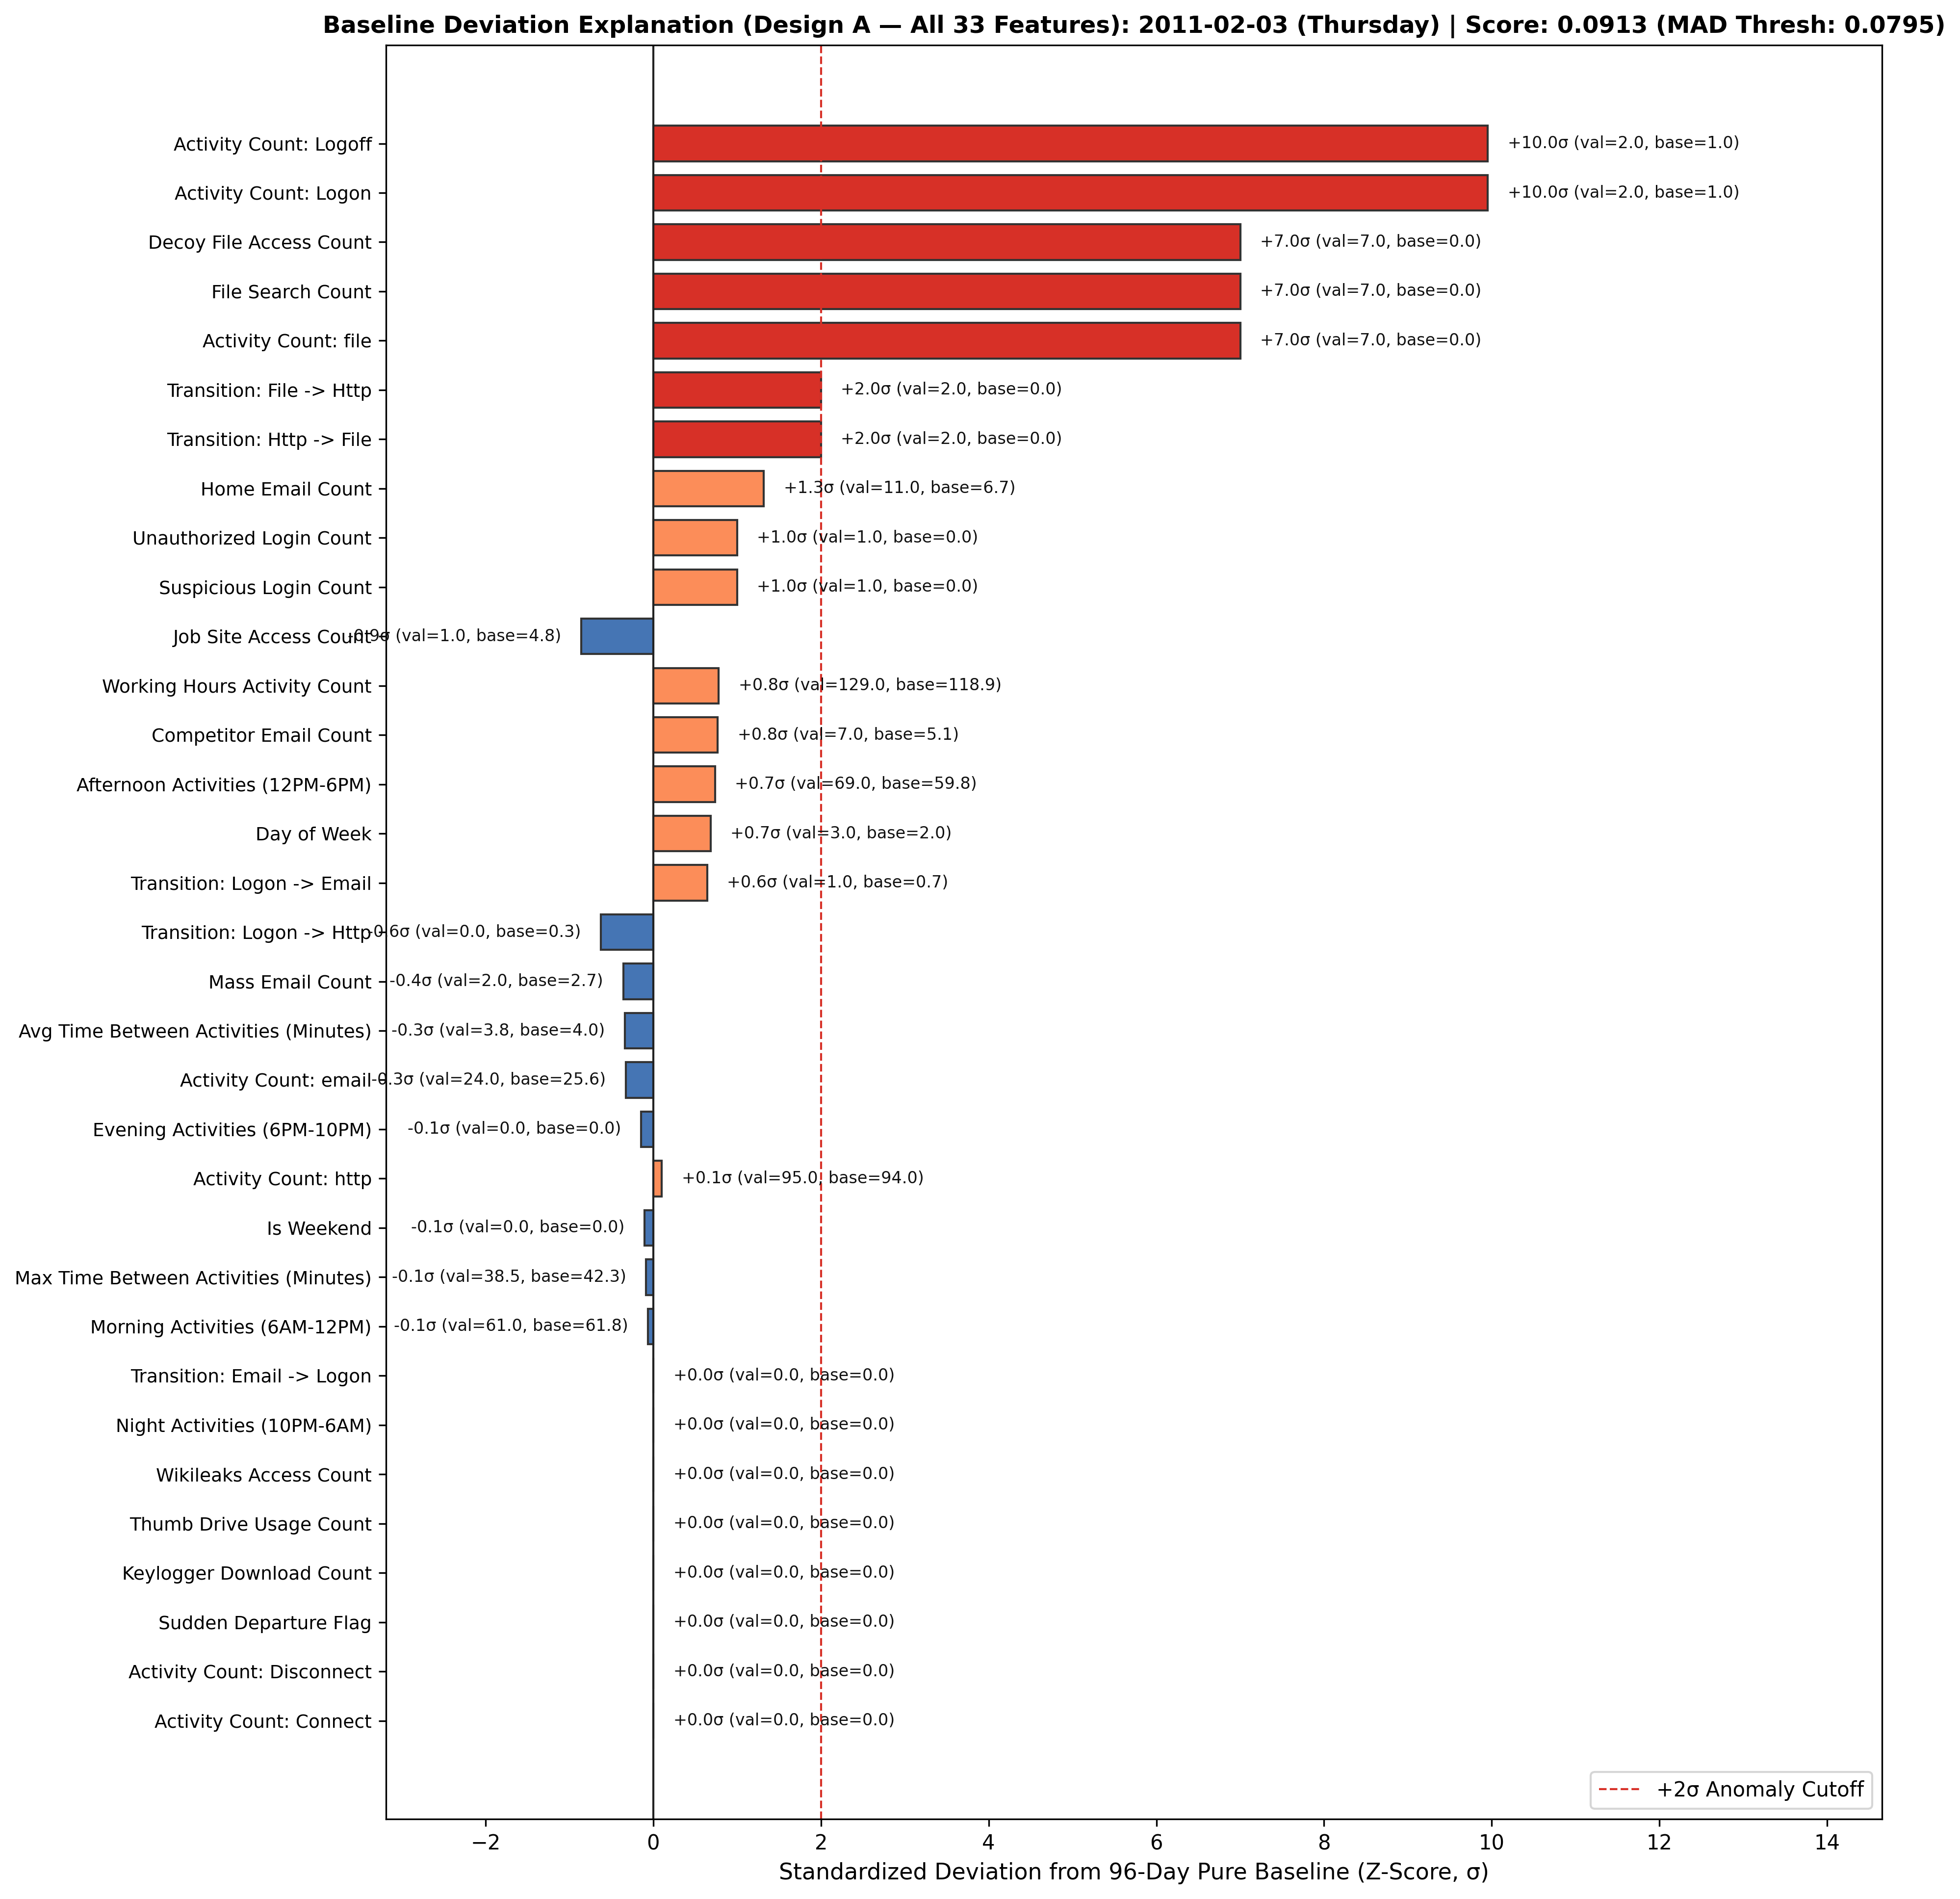 Baseline Deviation Explanation (Design A — All 33 Features): 2011-02-03 (Thursday) | Score: 0.0913 (MAD Thresh: 0.0795)
Activity Count: Logoff +10.0σ (val=2.0, base=1.0)
Activity Count: Logon +10.0σ (val=2.0, base=1.0)
Decoy File Access Count +7.0σ (val=7.0, base=0.0)
File Search Count +7.0σ (val=7.0, base=0.0)
Activity Count: file +7.0σ (val=7.0, base=0.0)
Transition: File -> Http +2.0σ (val=2.0, base=0.0)
Transition: Http -> File +2.0σ (val=2.0, base=0.0)
Home Email Count +1.3σ (val=11.0, base=6.7)
Unauthorized Login Count +1.0σ (val=1.0, base=0.0)
Suspicious Login Count +1.0σ (val=1.0, base=0.0)
Job Site Access Count -0.9σ (val=1.0, base=4.8)
Working Hours Activity Count +0.8σ (val=129.0, base=118.9)
Competitor Email Count +0.8σ (val=7.0, base=5.1)
Afternoon Activities (12PM-6PM) +0.7σ (val=69.0, base=59.8)
Day of Week +0.7σ (val=3.0, base=2.0)
Transition: Logon -> Email +0.6σ (val=1.0, base=0.7)
Transition: Logon -> Http -0.6σ (val=0.0, base=0.3)
Mass Email Count -0.4σ (val=2.0, base=2.7)
Avg Time Between Activities (Minutes) -0.3σ (val=3.8, base=4.0)
Activity Count: email -0.3σ (val=24.0, base=25.6)
Evening Activities (6PM-10PM) -0.1σ (val=0.0, base=0.0)
Activity Count: http +0.1σ (val=95.0, base=94.0)
Is Weekend -0.1σ (val=0.0, base=0.0)
Max Time Between Activities (Minutes) -0.1σ (val=38.5, base=42.3)
Morning Activities (6AM-12PM) -0.1σ (val=61.0, base=61.8)
Transition: Email -> Logon +0.0σ (val=0.0, base=0.0)
Night Activities (10PM-6AM) +0.0σ (val=0.0, base=0.0)
Wikileaks Access Count +0.0σ (val=0.0, base=0.0)
Thumb Drive Usage Count +0.0σ (val=0.0, base=0.0)
Keylogger Download Count +0.0σ (val=0.0, base=0.0)
Sudden Departure Flag +0.0σ (val=0.0, base=0.0)
Activity Count: Disconnect +0.0σ (val=0.0, base=0.0)
Activity Count: Connect +0.0σ (val=0.0, base=0.0)
+2σ Anomaly Cutoff
−2 0 2 4 6 8 10 12 14
Standardized Deviation from 96-Day Pure Baseline (Z-Score, σ)